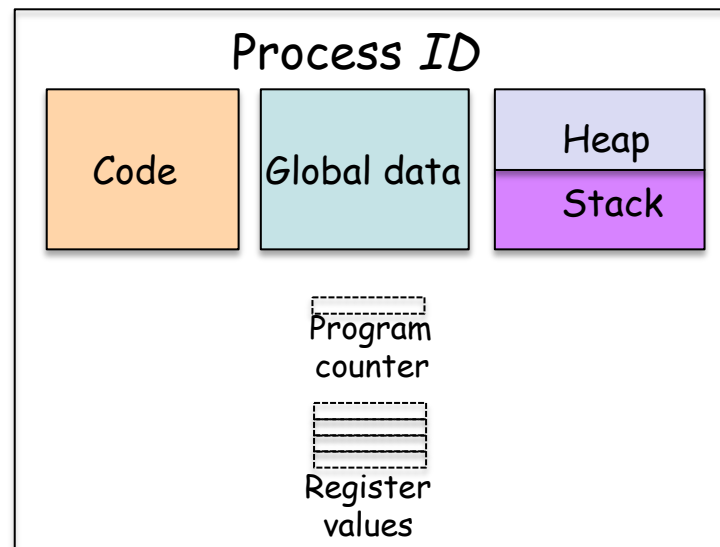 Process ID
Code
Global data
Heap
Stack
Program
counter
Register
values